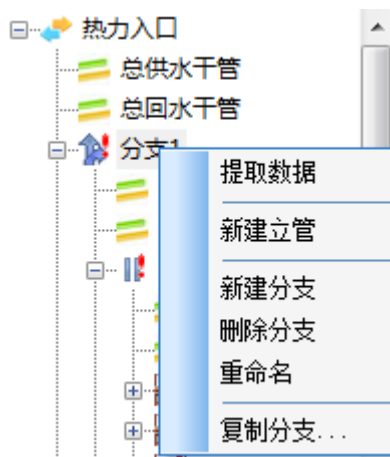 热力入口
总供水干管
总回水干管
分支1
提取数据
新建立管
新建分支
删除分支
重命名
复制分支...